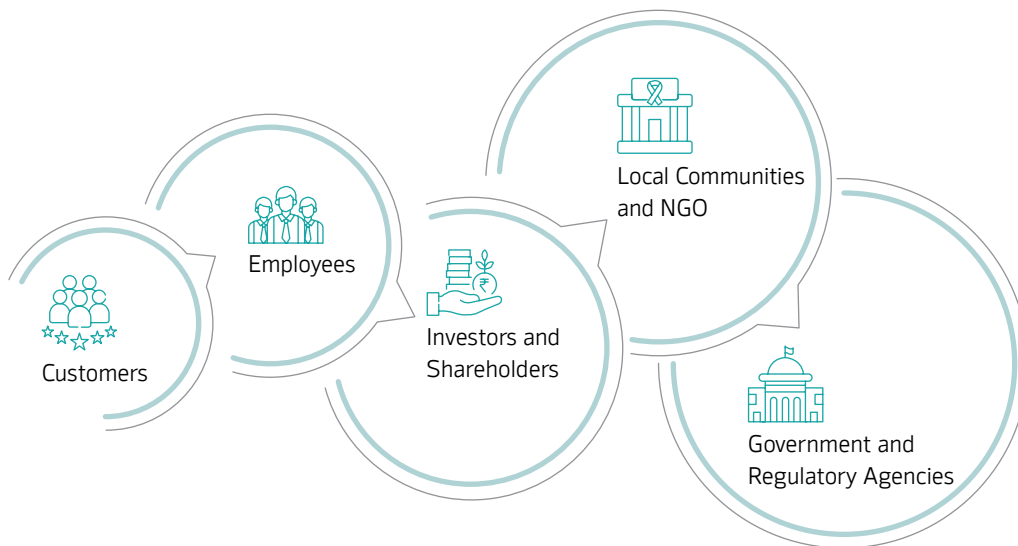 Customers
Employees
Investors and
Shareholders
Local Communities
and NGO
Government and
Regulatory Agencies